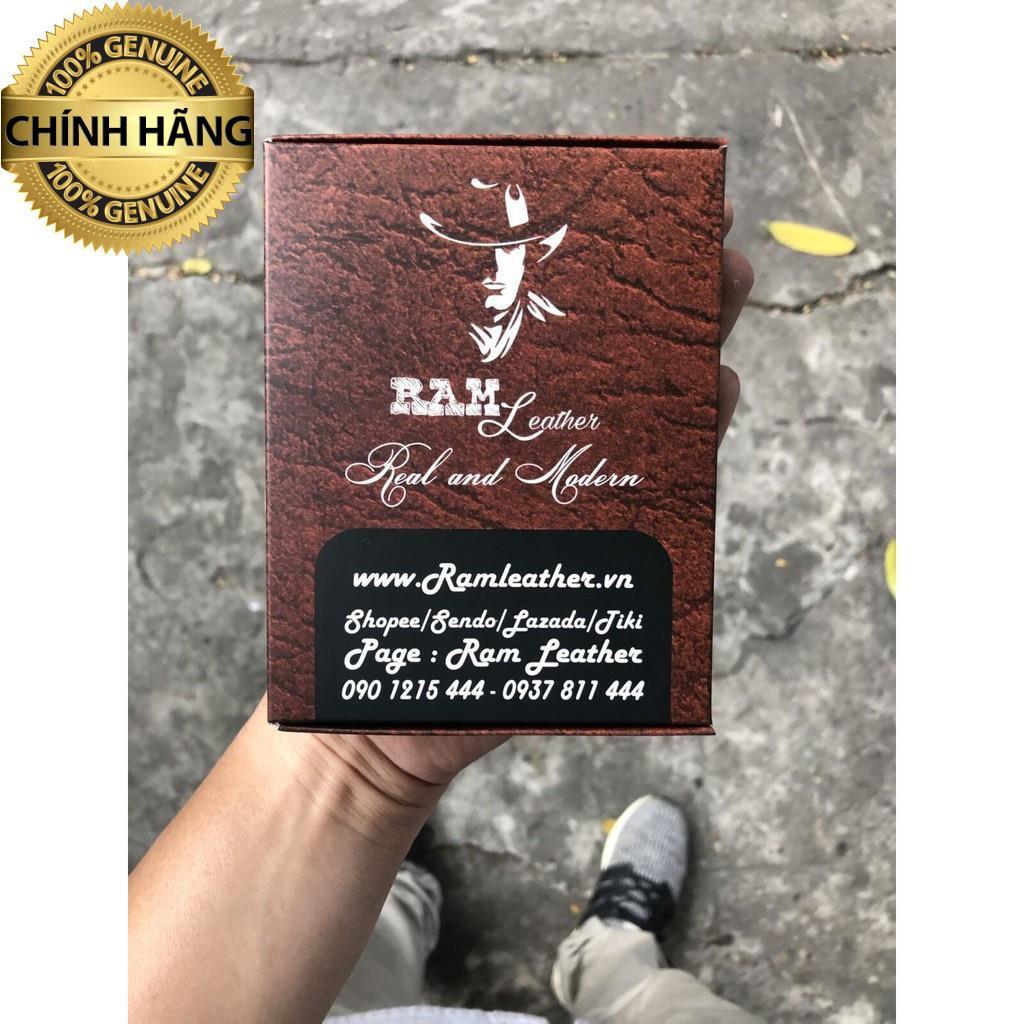 100% GENUINE
CHÍNH HÃNG
100% GENUINE
RAM
Leather
Real and Modern
www.Ramleather.vn
Shopee/Sendo/Lazada/Tiki
Page : Ram Leather
090 1215 444 - 0937 811 444